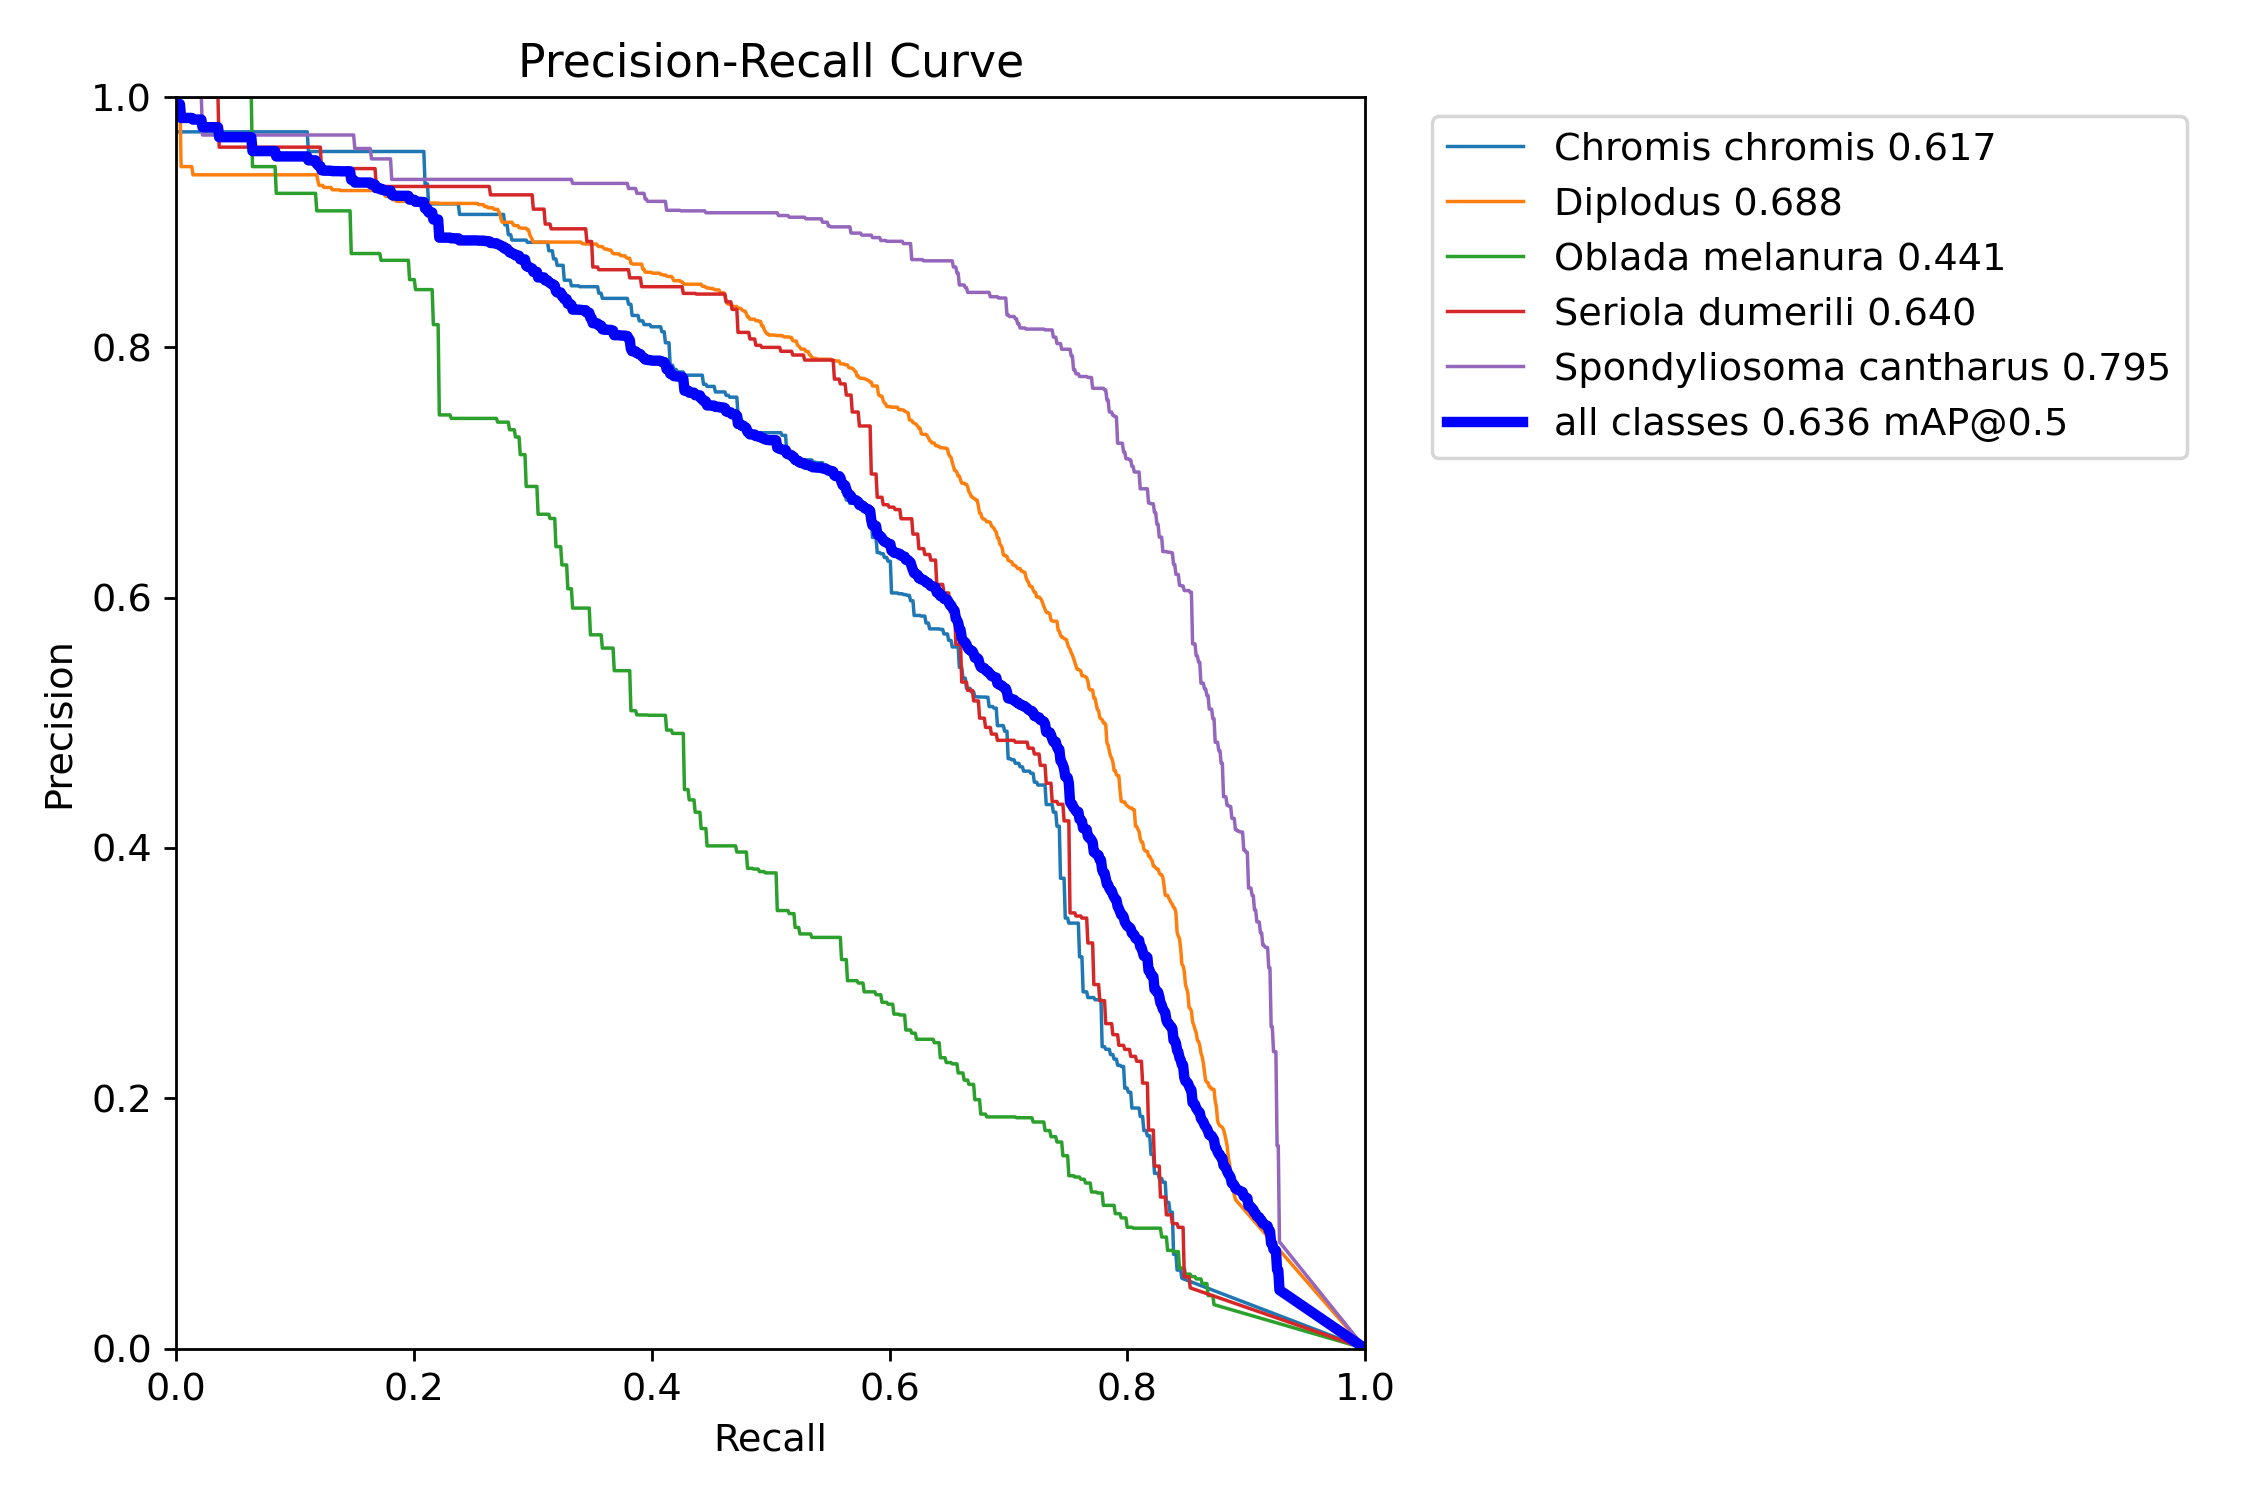 Precision-Recall Curve
1.0
0.8
0.6
0.4
0.2
0.0
Precision
0.0 0.2 0.4 0.6 0.8 1.0
Recall
Chromis chromis 0.617
Diplodus 0.688
Oblada melanura 0.441
Seriola dumerili 0.640
Spondyliosoma cantharus 0.795
all classes 0.636 mAP@0.5